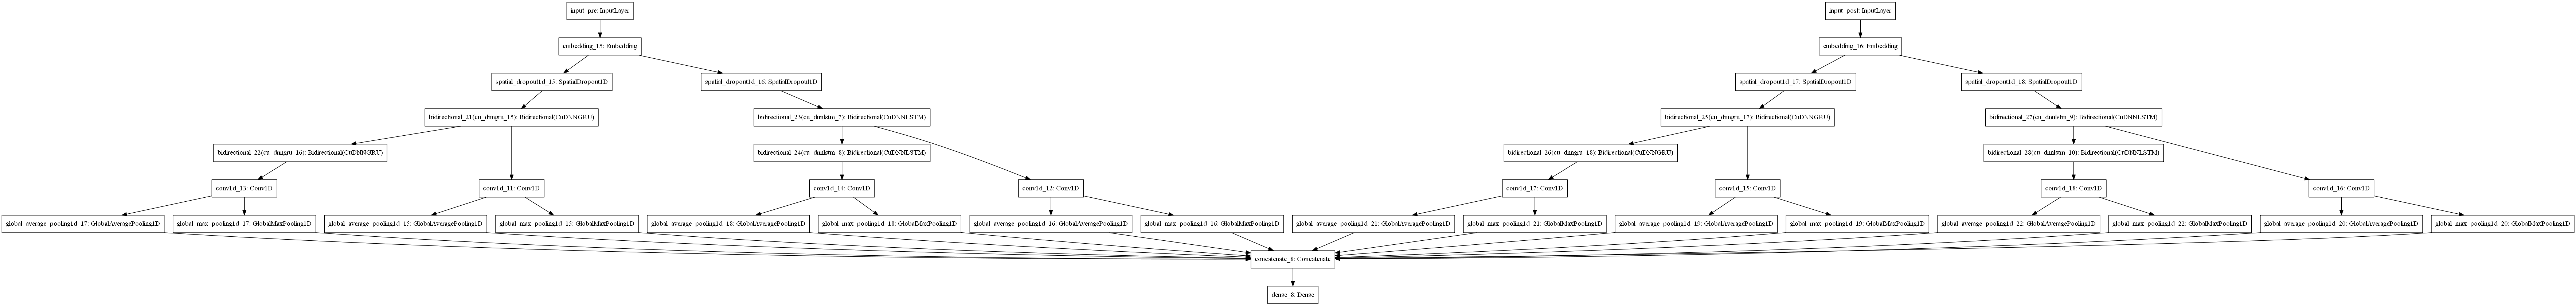 input_pre: InputLayer
input_post: InputLayer
embedding_15: Embedding
embedding_16: Embedding
spatial_dropout1d_15: SpatialDropout1D
spatial_dropout1d_16: SpatialDropout1D
spatial_dropout1d_17: SpatialDropout1D
spatial_dropout1d_18: SpatialDropout1D
bidirectional_21(cu_dnngru_15): Bidirectional(CuDNNGRU)
bidirectional_23(cu_dnnlstm_7): Bidirectional(CuDNNLSTM)
bidirectional_25(cu_dnngru_17): Bidirectional(CuDNNGRU)
bidirectional_27(cu_dnnlstm_9): Bidirectional(CuDNNLSTM)
bidirectional_22(cu_dnngru_16): Bidirectional(CuDNNGRU)
bidirectional_24(cu_dnnlstm_8): Bidirectional(CuDNNLSTM)
bidirectional_26(cu_dnngru_18): Bidirectional(CuDNNGRU)
bidirectional_28(cu_dnnlstm_10): Bidirectional(CuDNNLSTM)
conv1d_13: Conv1D
conv1d_11: Conv1D
conv1d_14: Conv1D
conv1d_12: Conv1D
conv1d_17: Conv1D
conv1d_15: Conv1D
conv1d_18: Conv1D
conv1d_16: Conv1D
global_average_pooling1d_17: GlobalAveragePooling1D
global_max_pooling1d_17: GlobalMaxPooling1D
global_average_pooling1d_15: GlobalAveragePooling1D
global_max_pooling1d_15: GlobalMaxPooling1D
global_average_pooling1d_18: GlobalAveragePooling1D
global_max_pooling1d_18: GlobalMaxPooling1D
global_average_pooling1d_16: GlobalAveragePooling1D
global_max_pooling1d_16: GlobalMaxPooling1D
global_average_pooling1d_21: GlobalAveragePooling1D
global_max_pooling1d_21: GlobalMaxPooling1D
global_average_pooling1d_19: GlobalAveragePooling1D
global_max_pooling1d_19: GlobalMaxPooling1D
global_average_pooling1d_22: GlobalAveragePooling1D
global_max_pooling1d_22: GlobalMaxPooling1D
global_average_pooling1d_20: GlobalAveragePooling1D
global_max_pooling1d_20: GlobalMaxPooling1D
concatenate_8: Concatenate
dense_8: Dense